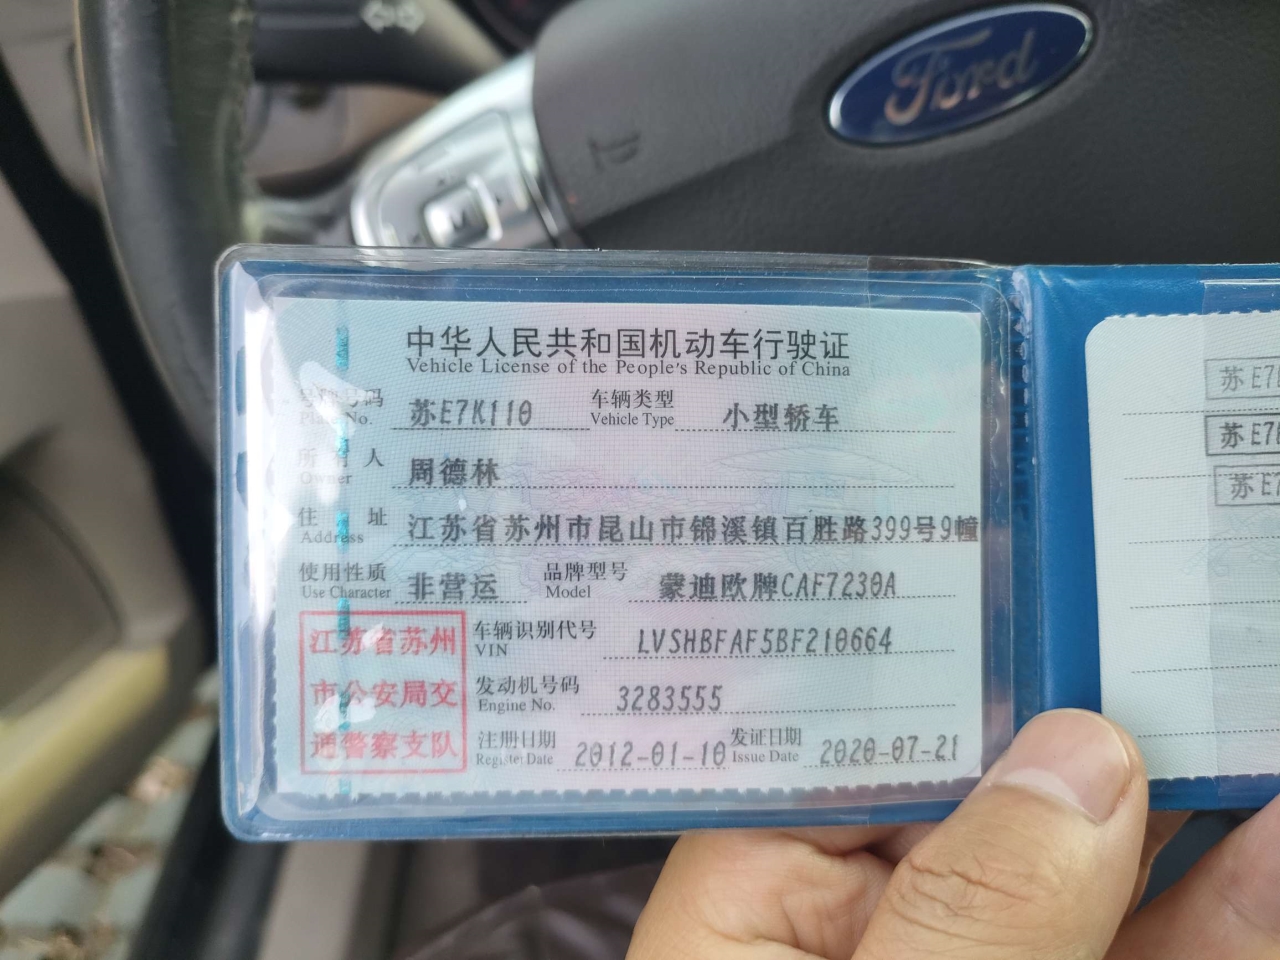 Ford
中华人民共和国机动车行驶证
Vehicle License of the People's Republic of China
号牌号码 苏E7K110 车辆类型 小型轿车
Plate No. Vehicle Type
所有人 周德林
Owner
住址 江苏省苏州市昆山市锦溪镇百胜路399号9幢
Address
使用性质 非营运 品牌型号 蒙迪欧牌CAF7230A
Use Character Model
江苏省苏州
市公安局交
通警察支队
车辆识别代号 LVSHBFAF5BF210664
VIN
发动机号码 3283555
Engine No.
注册日期 2012-01-10 发证日期 2020-07-21
Register Date Issue Date
苏E7
苏E7
苏E7